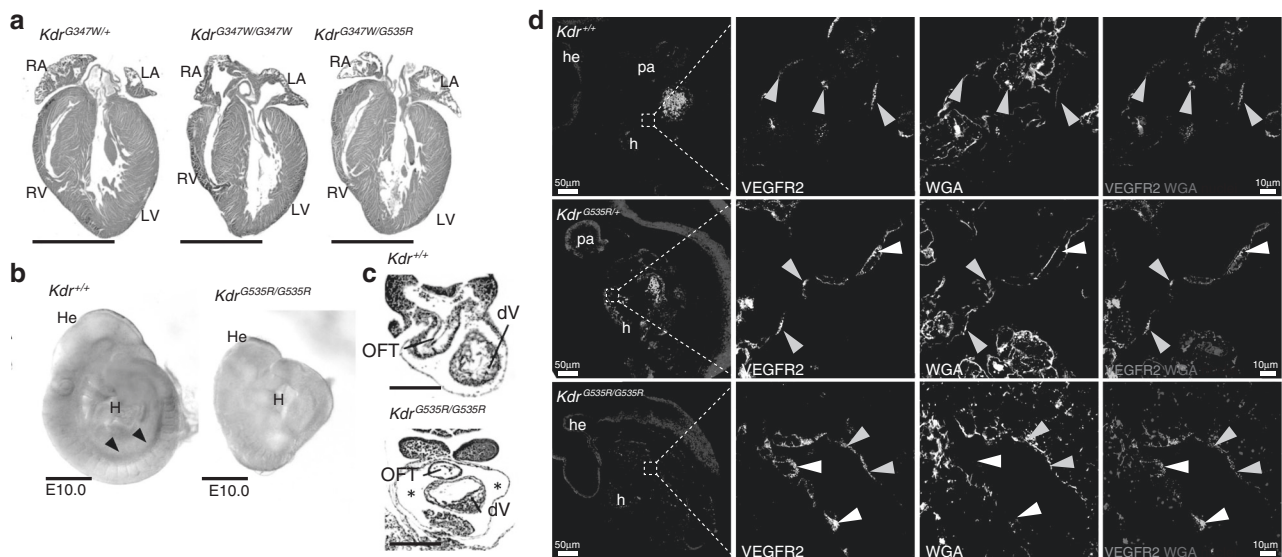 a
Kdr^G347W/+
Kdr^G347W/G347W
Kdr^G347W/G535R
RA
LA
RV
LV
RA
LA
RV
LV
RA
LA
RV
LV
b
Kdr^+/+
He
H
E10.0
Kdr^G535R/G535R
He
H
E10.0
c
Kdr^+/+
OFT
dV
Kdr^G535R/G535R
OFT
*
*
dV
d
Kdr^+/+
he
pa
h
50µm
VEGFR2
WGA
VEGFR2 WGA
10µm
Kdr^G535R/+
pa
h
50µm
VEGFR2
WGA
VEGFR2 WGA
10µm
Kdr^G535R/G535R
he
h
50µm
VEGFR2
WGA
VEGFR2 WGA
10µm